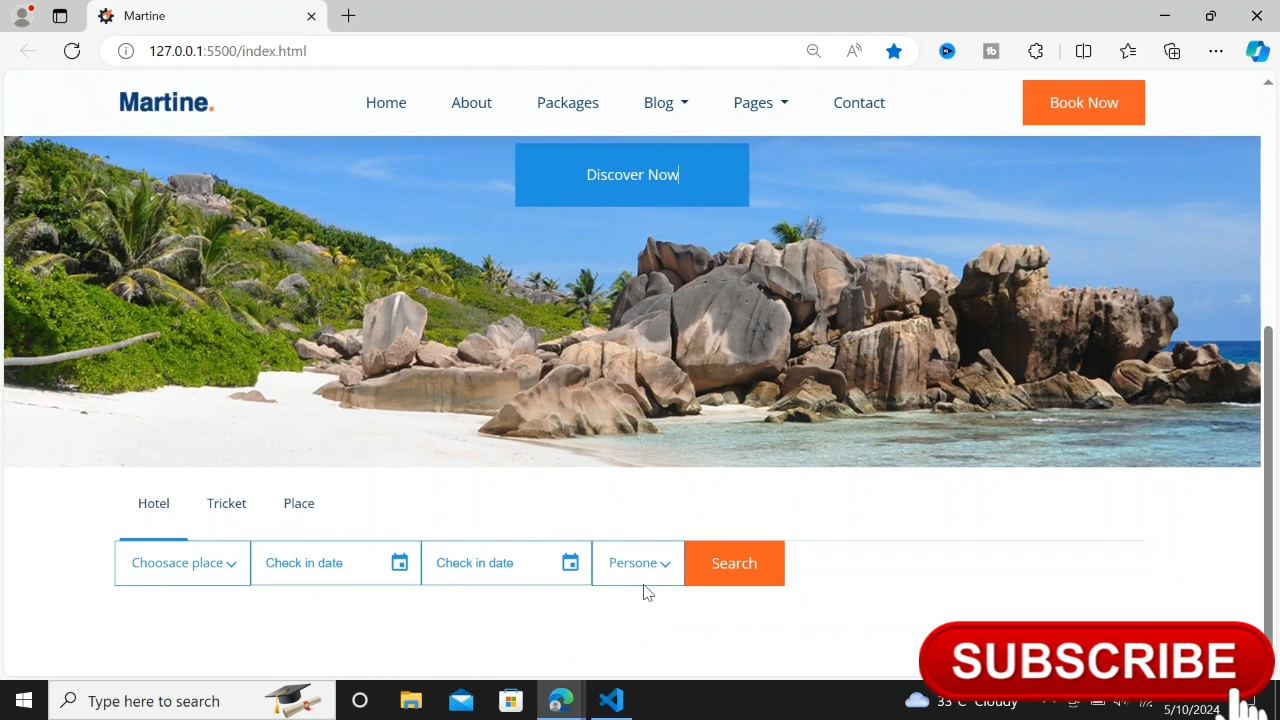 Martine
127.0.0.1:5500/index.html
Martine.
Home
About
Packages
Blog
Pages
Contact
Book Now
Discover Now
Hotel
Tricket
Place
Choosace place
Check in date
Check in date
Persone
Search
SUBSCRIBE
Type here to search
33°C Cloudy
5/10/2024